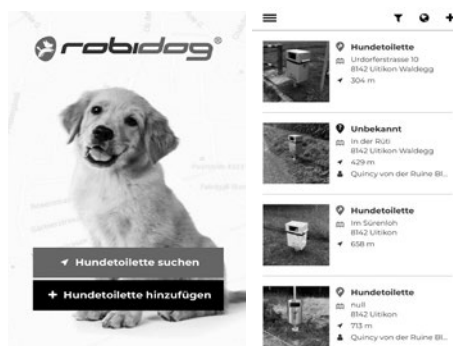 robidog®
Hundetoilette suchen
Hundetoilette hinzufügen
Hundetoilette
Urdorferstrasse 10
8142 Uitikon Waldegg
304 m
Unbekannt
In der Rüti
8142 Uitikon Waldegg
429 m
Quincy von der Ruine Bl...
Hundetoilette
Im Sürenloh
8142 Uitikon
658 m
Hundetoilette
null
8142 Uitikon
713 m
Quincy von der Ruine Bl...